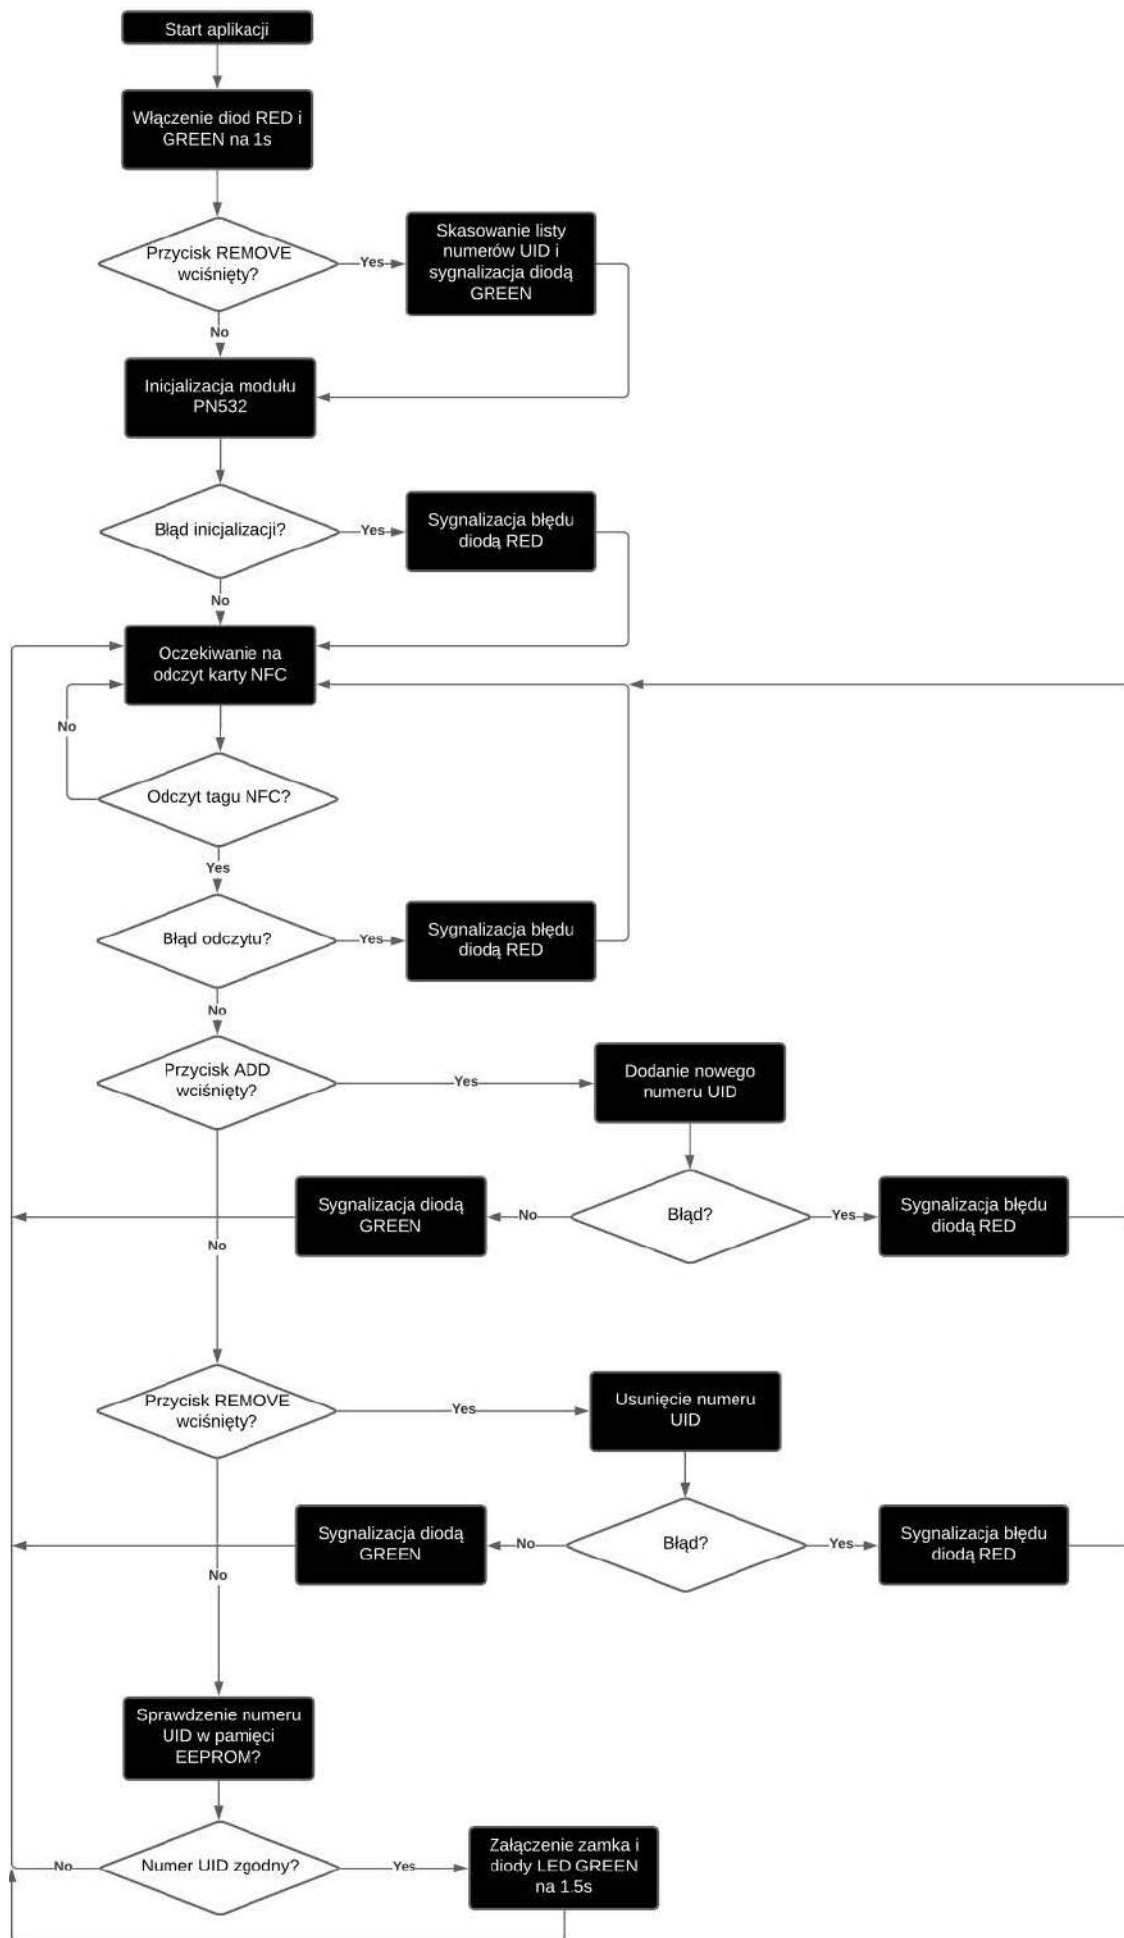 Start aplikacji
Włączenie diod RED i
GREEN na 1s
Przycisk REMOVE
wciśnięty?
Yes
Skasowanie listy
numerów UID i
sygnalizacja diodą
GREEN
No
Inicjalizacja modułu
PN532
Błąd inicjalizacji?
Yes
Sygnalizacja błędu
diodą RED
No
Oczekiwanie na
odczyt karty NFC
No
Odczyt tagu NFC?
Yes
Błąd odczytu?
Yes
Sygnalizacja błędu
diodą RED
No
Przycisk ADD
wciśnięty?
Yes
Dodanie nowego
numeru UID
Sygnalizacja diodą
GREEN
No
Błąd?
Yes
Sygnalizacja błędu
diodą RED
No
Przycisk REMOVE
wciśnięty?
Yes
Usunięcie numeru
UID
Sygnalizacja diodą
GREEN
No
Błąd?
Yes
Sygnalizacja błędu
diodą RED
No
Sprawdzenie numeru
UID w pamięci
EEPROM?
No
Numer UID zgodny?
Yes
Załączenie zamka i
diody LED GREEN
na 1.5s